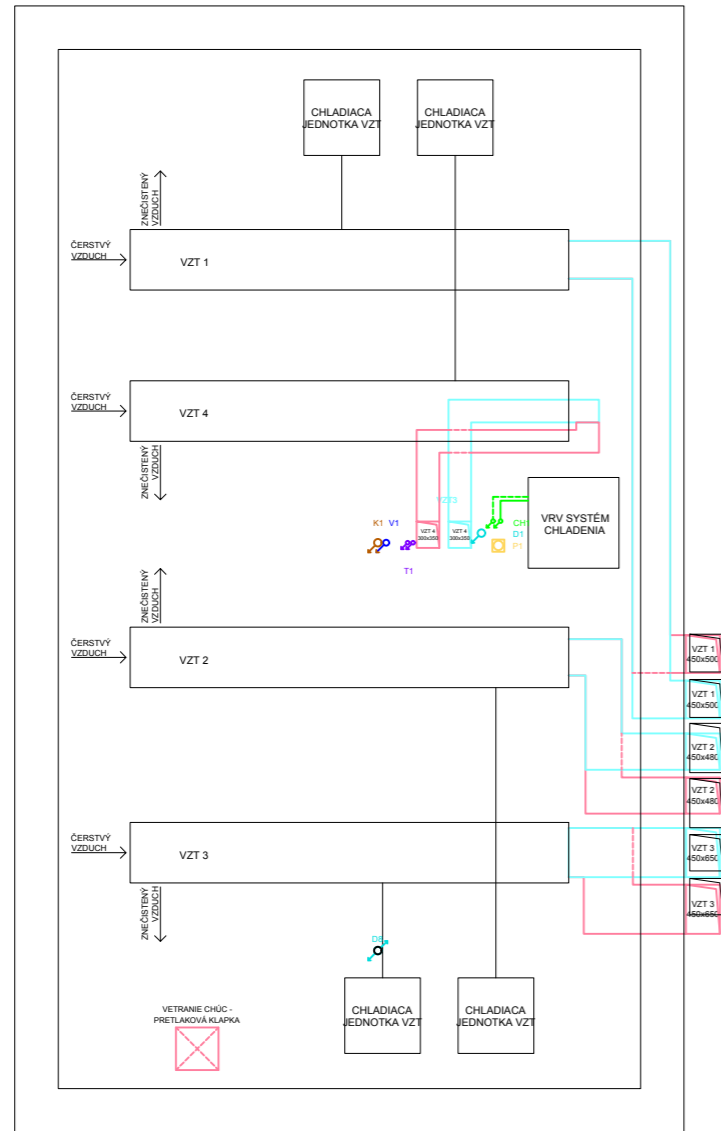 CHLADIACA
JEDNOTKA VZT
CHLADIACA
JEDNOTKA VZT
ZNEČISTENÝ
VZDUCH
ČERSTVÝ
VZDUCH
VZT 1
ČERSTVÝ
VZDUCH
VZT 4
ZNEČISTENÝ
VZDUCH
VZT3
K1 V1
T1
VZT 4
300x350
VZT 4
300x350
CH1
D1
P1
VRV SYSTÉM
CHLADENIA
ZNEČISTENÝ
VZDUCH
ČERSTVÝ
VZDUCH
VZT 2
VZT 1
450x500
VZT 1
450x500
VZT 2
450x480
VZT 2
450x480
VZT 3
450x650
VZT 3
450x650
ČERSTVÝ
VZDUCH
VZT 3
ZNEČISTENÝ
VZDUCH
VETRANIE CHÚC -
PRETLAKOVÁ KLAPKA
CHLADIACA
JEDNOTKA VZT
CHLADIACA
JEDNOTKA VZT